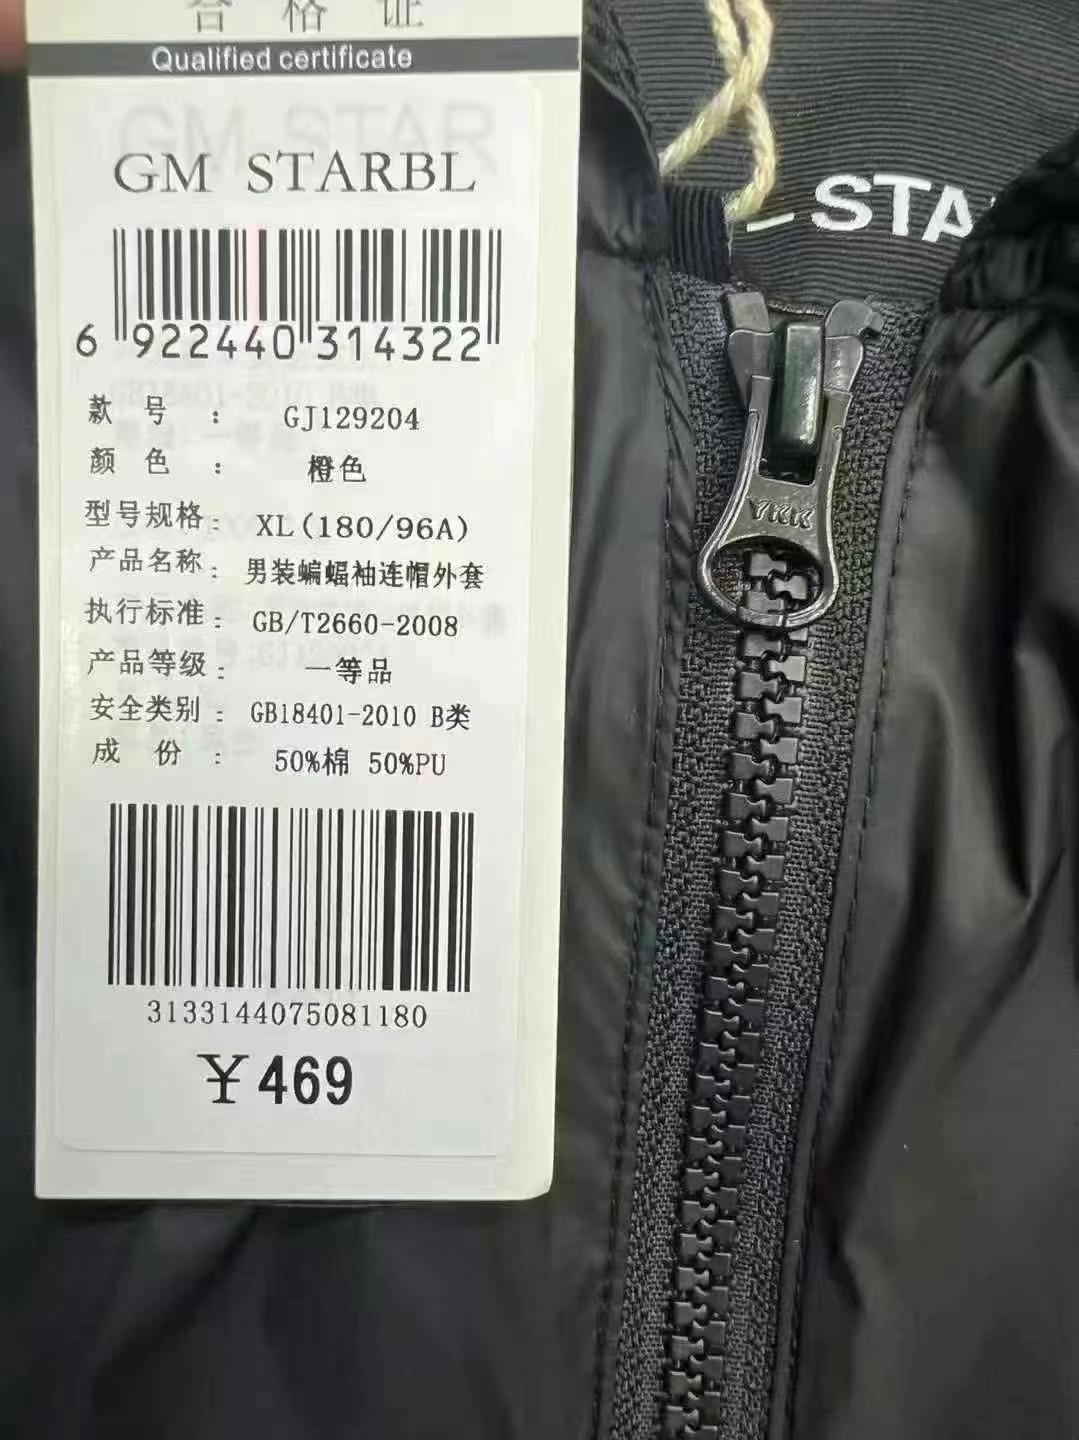 合格证
Qualified certificate
GM STARBL
6 922440 314322
款 号 : GJ129204
颜 色 : 橙色
型号规格: XL(180/96A)
产品名称: 男装蝙蝠袖连帽外套
执行标准: GB/T2660-2008
产品等级: 一等品
安全类别: GB18401-2010 B类
成 份 : 50%棉 50%PU
3133144075081180
¥469
STA
YKK